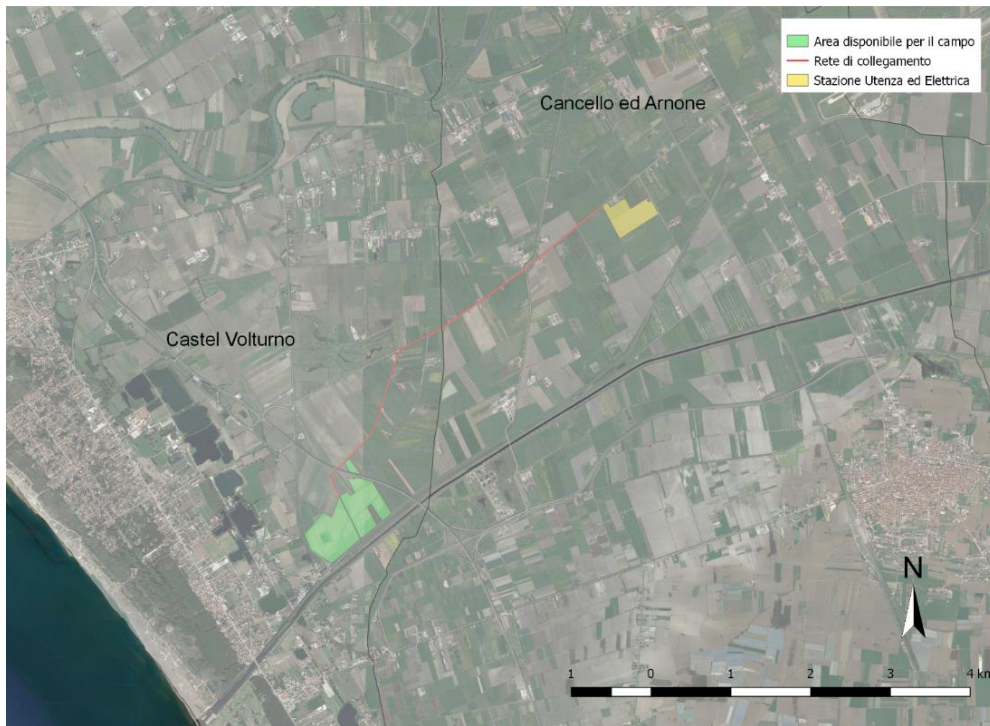 Area disponibile per il campo
Rete di collegamento
Stazione Utenza ed Elettrica
Cancello ed Arnone
Castel Volturno
N
1 0 1 2 3 4 km